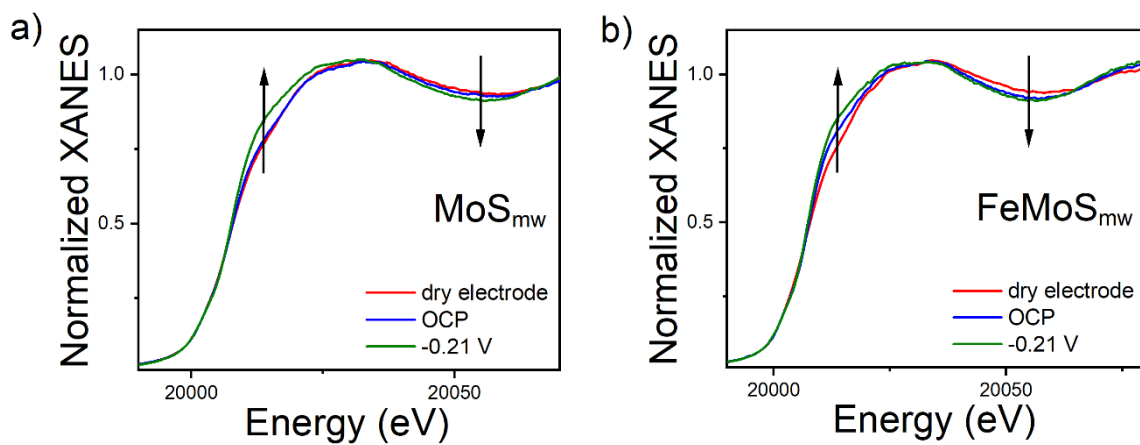 a)
Normalized XANES
1.0
0.5
MoSmw
dry electrode
OCP
-0.21 V
20000
20050
Energy (eV)
b)
Normalized XANES
1.0
0.5
FeMoSmw
dry electrode
OCP
-0.21 V
20000
20050
Energy (eV)